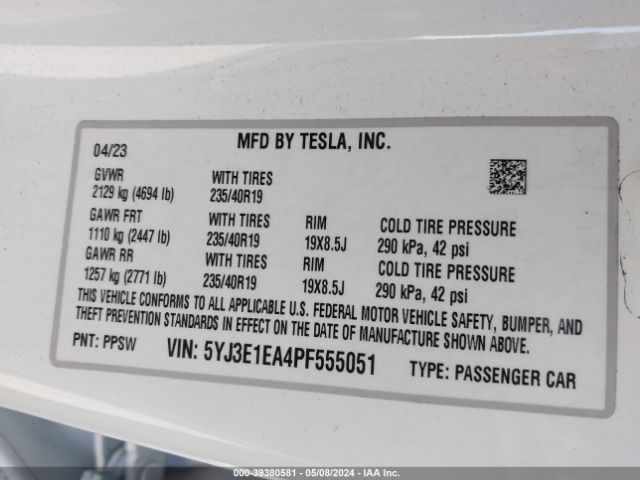 MFD BY TESLA, INC.
04/23
GVWR WITH TIRES
2129 kg (4694 lb) 235/40R19
GAWR FRT WITH TIRES RIM COLD TIRE PRESSURE
1110 kg (2447 lb) 235/40R19 19X8.5J 290 kPa, 42 psi
GAWR RR WITH TIRES RIM COLD TIRE PRESSURE
1257 kg (2771 lb) 235/40R19 19X8.5J 290 kPa, 42 psi
THIS VEHICLE CONFORMS TO ALL APPLICABLE U.S. FEDERAL MOTOR VEHICLE SAFETY, BUMPER, AND
THEFT PREVENTION STANDARDS IN EFFECT ON THE DATE OF MANUFACTURE SHOWN ABOVE.
PNT: PPSW VIN: 5YJ3E1EA4PF555051 TYPE: PASSENGER CAR
000-39380581 - 05/08/2024 - IAA Inc.